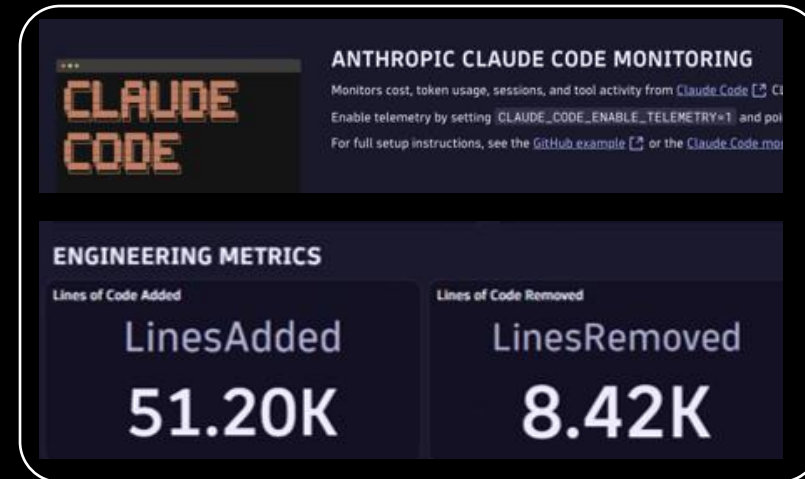 CLAUDE
CODE
ANTHROPIC CLAUDE CODE MONITORING
Monitors cost, token usage, sessions, and tool activity from Claude Code
Enable telemetry by setting CLAUDE_CODE_ENABLE_TELEMETRY=1 and
For full setup instructions, see the GitHub example or the Claude Code
ENGINEERING METRICS
Lines of Code Added
LinesAdded
51.20K
Lines of Code Removed
LinesRemoved
8.42K